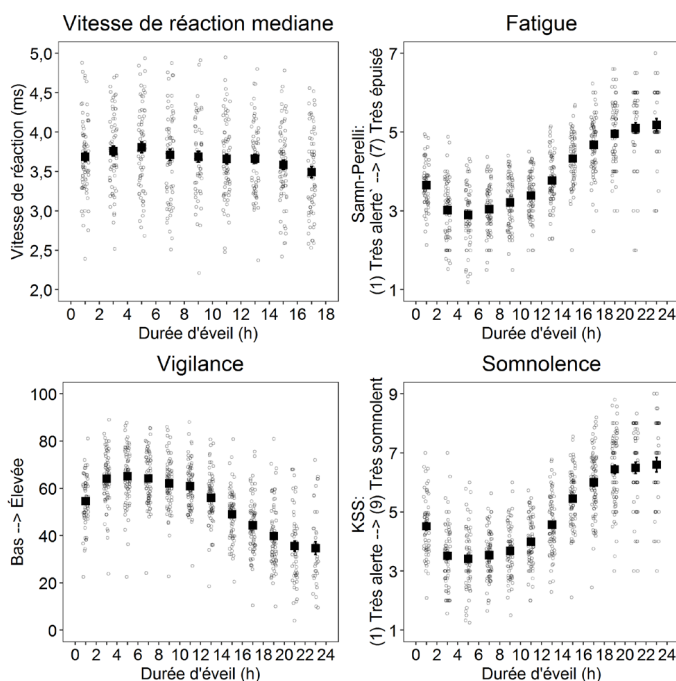 Vitesse de réaction mediane
Vitesse de réaction (ms)
5,0
4,5
4,0
3,5
3,0
2,5
2,0
0 2 4 6 8 10 12 14 16 18
Durée d'éveil (h)
Fatigue
Samn-Perelli:
(1) Très alerte --> (7) Très épuisé
7
5
3
1
0 2 4 6 8 10 12 14 16 18 20 22 24
Durée d'éveil (h)
Vigilance
Bas --> Élevée
100
80
60
40
20
0
0 2 4 6 8 10 12 14 16 18 20 22 24
Durée d'éveil (h)
Somnolence
KSS:
(1) Très alerte --> (9) Très somnolent
9
7
5
3
1
0 2 4 6 8 10 12 14 16 18 20 22 24
Durée d'éveil (h)